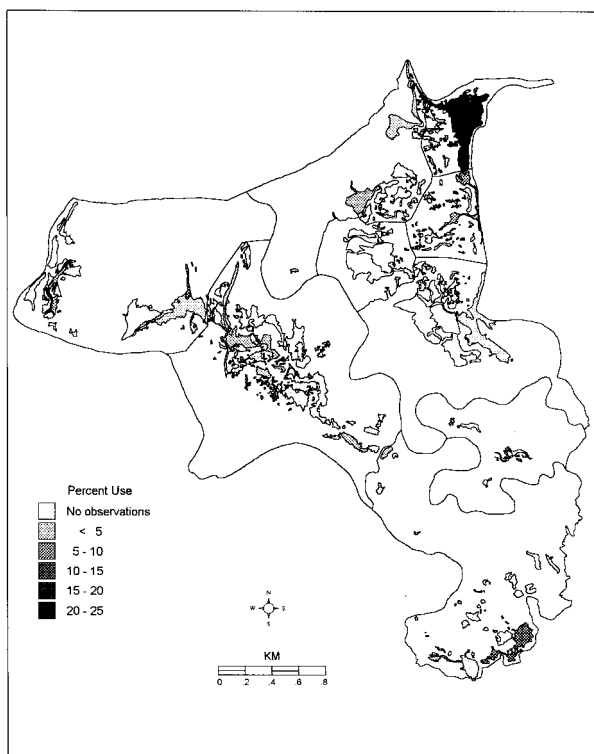 Percent Use
No observations
< 5
5 - 10
10 - 15
15 - 20
20 - 25
N
W
S
KM
0 .2 .4 .6 .8